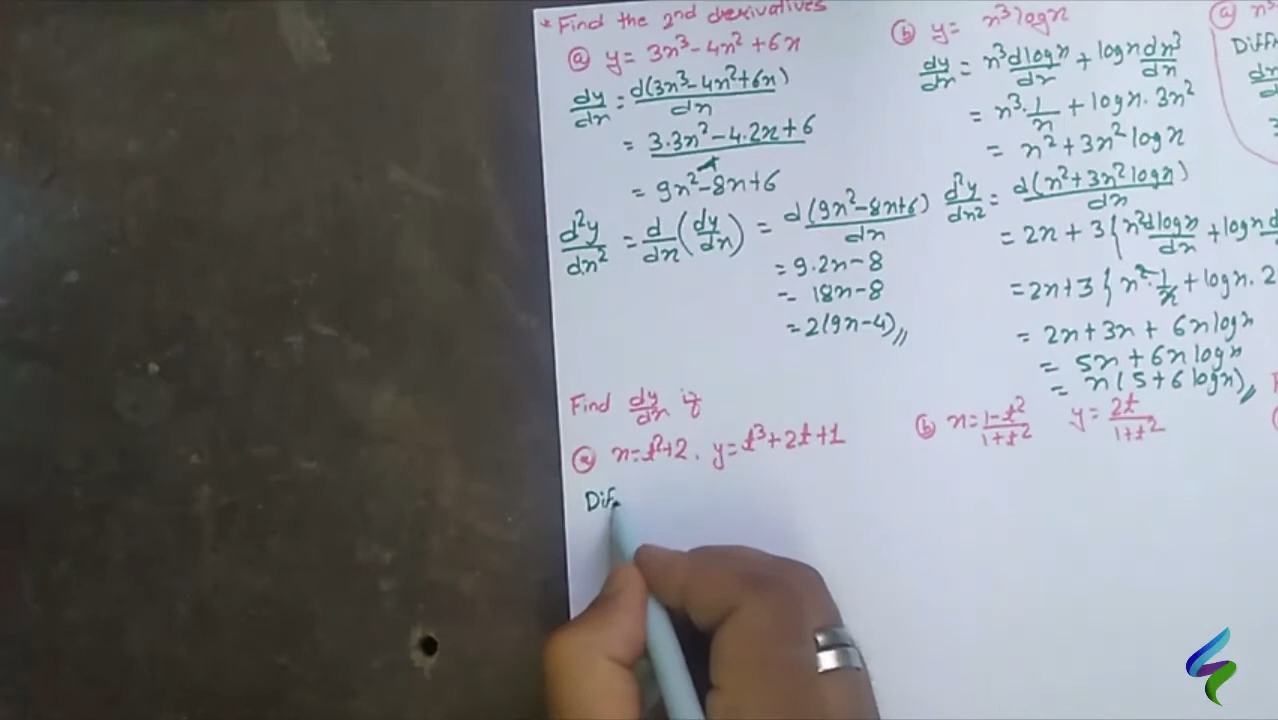 * Find the 2nd derivatives
(a) y = 3x³ - 4x² + 6x
dy/dx = d(3x³ - 4x² + 6x)/dx
= 3.3x² - 4.2x + 6
= 9x² - 8x + 6
d²y/dx² = d/dx (dy/dx) = d(9x² - 8x + 6)/dx
= 9.2x - 8
= 18x - 8
= 2(9x - 4)//
(b) y = x³ log x
dy/dx = x³ d log x/dx + log x dx³/dx
= x³ . 1/x + log x . 3x²
= x² + 3x² log x
d²y/dx² = d(x² + 3x² log x)/dx
= 2x + 3{x² d log x/dx + log x d
= 2x + 3{x² . 1/x + log x . 2
= 2x + 3x + 6x log x
= 5x + 6x log x
= x(5 + 6 log x)//
(a) x³
Diff
Find dy/dx if
(a) x = t² + 2 , y = t³ + 2t + 1
Dif
(b) x = 1 - t²/1 + t² y = 2t/1 + t²